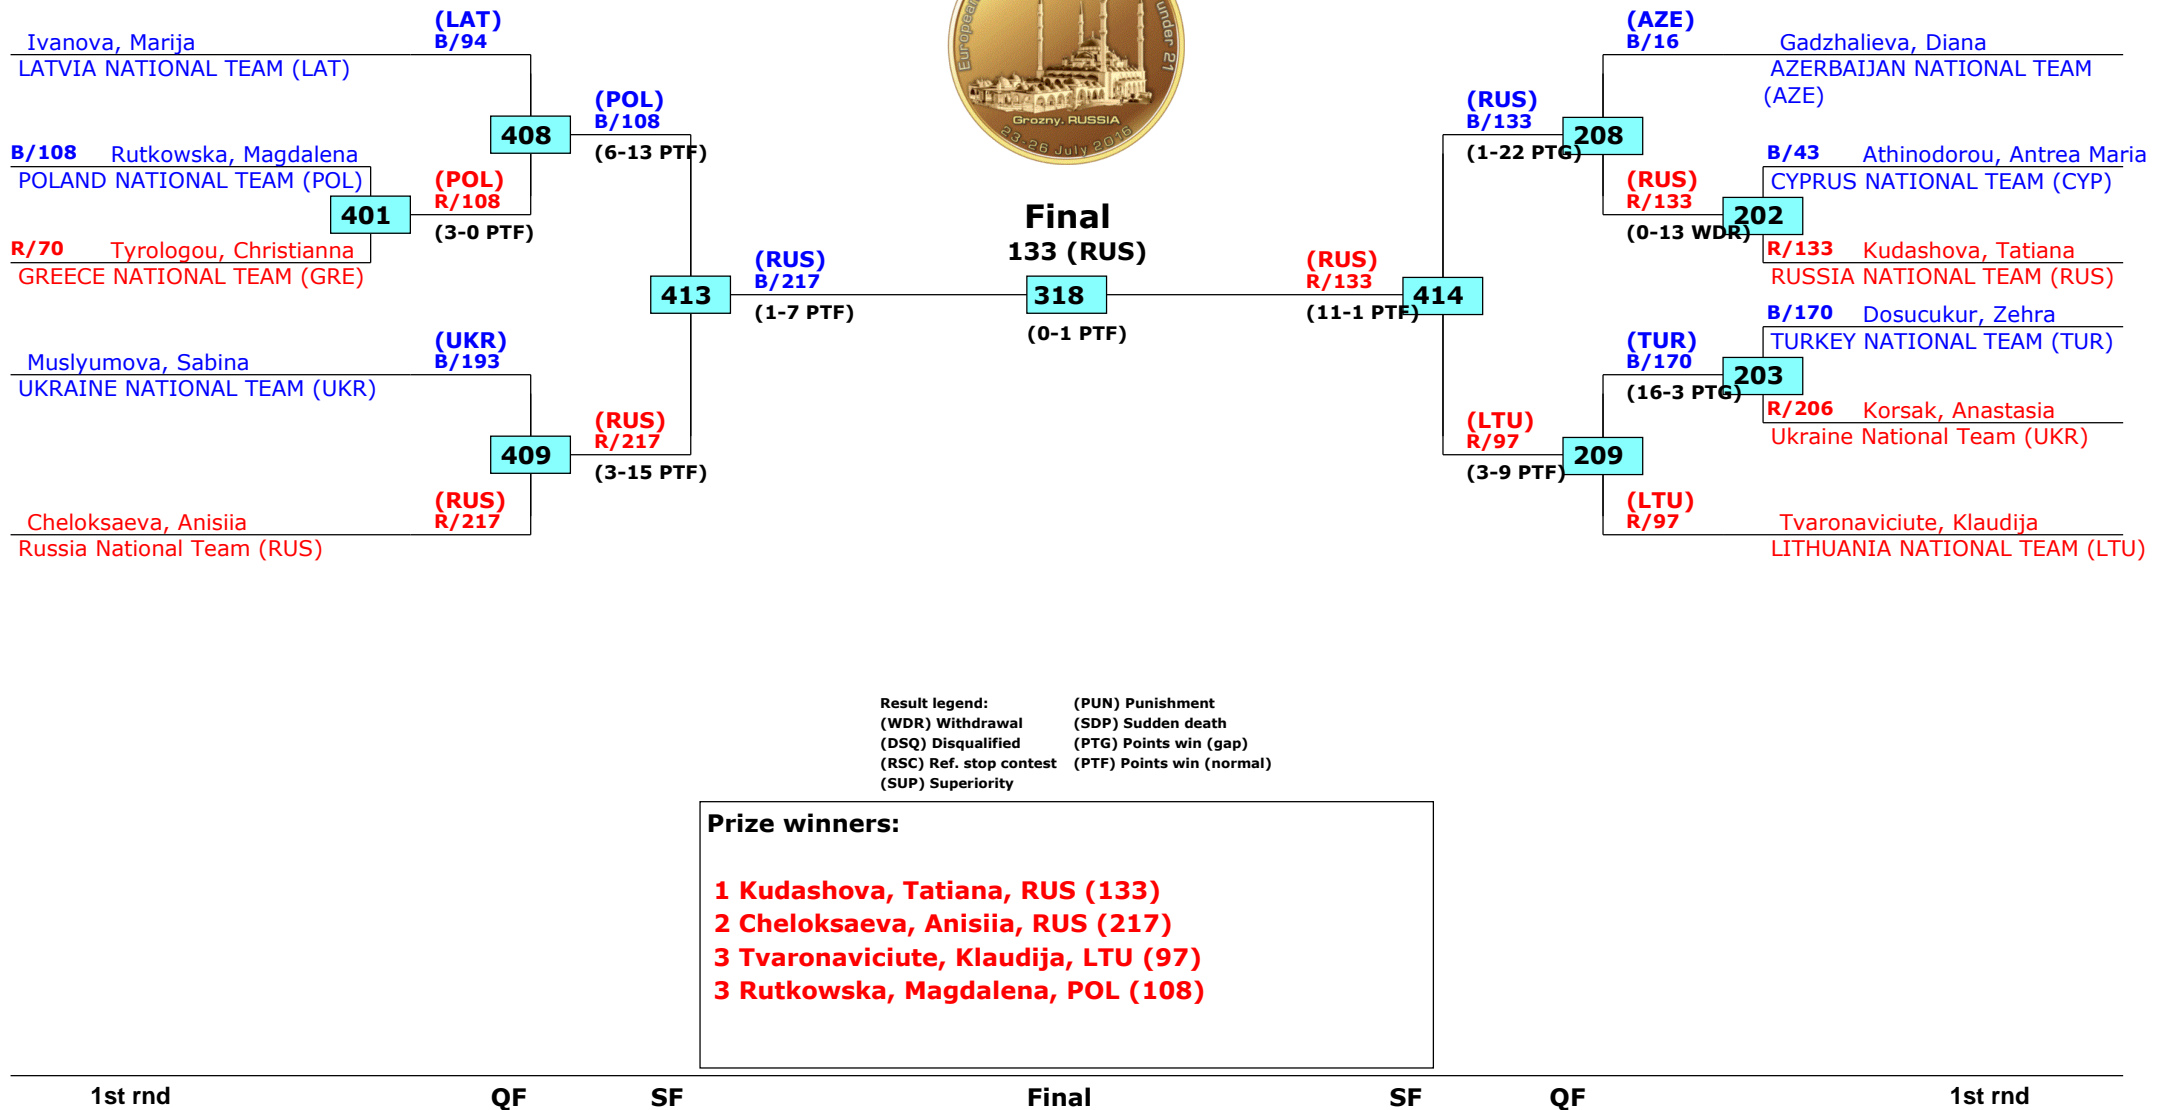 (LAT)
B/94
Ivanova, Marija
LATVIA NATIONAL TEAM (LAT)
B/108 Rutkowska, Magdalena
POLAND NATIONAL TEAM (POL)
401
R/70 Tyrologou, Christianna
GREECE NATIONAL TEAM (GRE)
(POL)
R/108
(3-0 PTF)
408
(POL)
B/108
(6-13 PTF)
(UKR)
B/193
Muslyumova, Sabina
UKRAINE NATIONAL TEAM (UKR)
409
(RUS)
R/217
(3-15 PTF)
(RUS)
R/217
Cheloksaeva, Anisiia
Russia National Team (RUS)
413
(RUS)
B/217
(1-7 PTF)
European
under 21
Grozny. RUSSIA
23-26 July 2016
Final
133 (RUS)
318
(0-1 PTF)
(RUS)
R/133
(11-1 PTF)
414
(RUS)
B/133
(1-22 PTG)
208
(AZE)
B/16
Gadzhalieva, Diana
AZERBAIJAN NATIONAL TEAM
(AZE)
(RUS)
R/133
(0-13 WDR)
202
B/43 Athinodorou, Antrea Maria
CYPRUS NATIONAL TEAM (CYP)
R/133 Kudashova, Tatiana
RUSSIA NATIONAL TEAM (RUS)
(TUR)
B/170
(16-3 PTG)
203
B/170 Dosucukur, Zehra
TURKEY NATIONAL TEAM (TUR)
R/206 Korsak, Anastasia
Ukraine National Team (UKR)
(LTU)
R/97
(3-9 PTF)
209
(LTU)
R/97
Tvaronaviciute, Klaudija
LITHUANIA NATIONAL TEAM (LTU)
Result legend: (PUN) Punishment
(WDR) Withdrawal (SDP) Sudden death
(DSQ) Disqualified (PTG) Points win (gap)
(RSC) Ref. stop contest (PTF) Points win (normal)
(SUP) Superiority
Prize winners:
1 Kudashova, Tatiana, RUS (133)
2 Cheloksaeva, Anisiia, RUS (217)
3 Tvaronaviciute, Klaudija, LTU (97)
3 Rutkowska, Magdalena, POL (108)
1st rnd QF SF Final SF QF 1st rnd